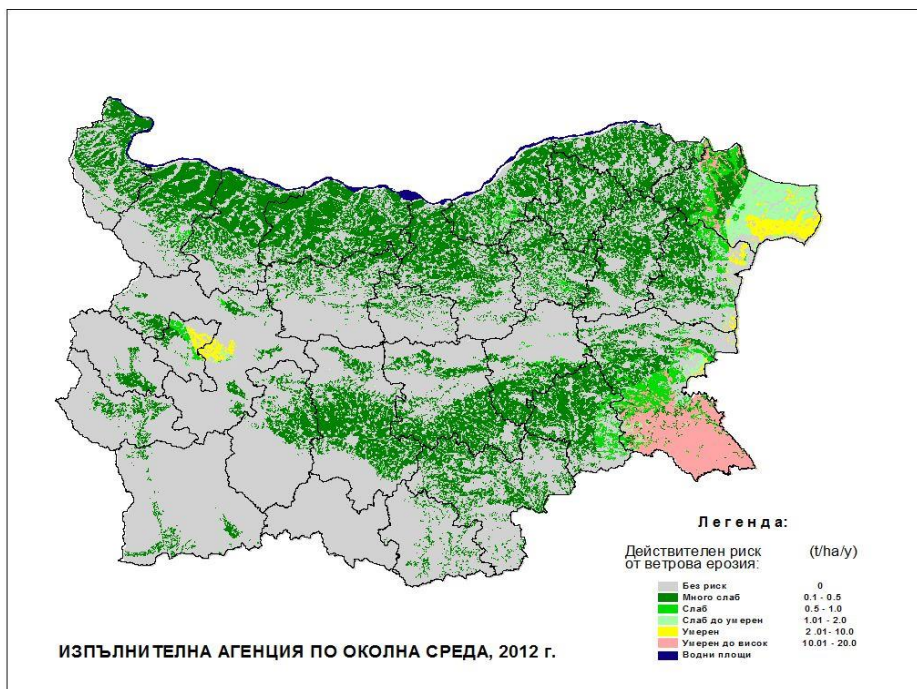 Легенда:
Действителен риск (t/ha/y)
от ветрова ерозия:
Без риск 0
Много слаб 0.1 - 0.5
Слаб 0.5 - 1.0
Слаб до умерен 1.01 - 2.0
Умерен 2 .01- 10.0
Умерен до висок 10.01 - 20.0
Водни площи
ИЗПЪЛНИТЕЛНА АГЕНЦИЯ ПО ОКОЛНА СРЕДА, 2012 г.